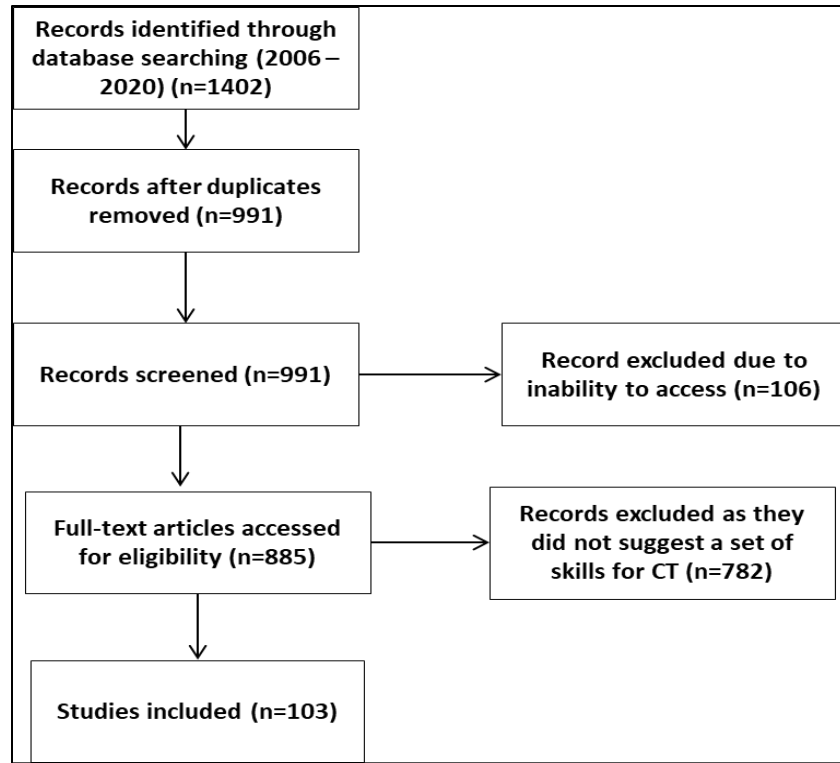 Records identified through
database searching (2006 –
2020) (n=1402)
Records after duplicates
removed (n=991)
Records screened (n=991)
Record excluded due to
inability to access (n=106)
Full-text articles accessed
for eligibility (n=885)
Records excluded as they
did not suggest a set of
skills for CT (n=782)
Studies included (n=103)